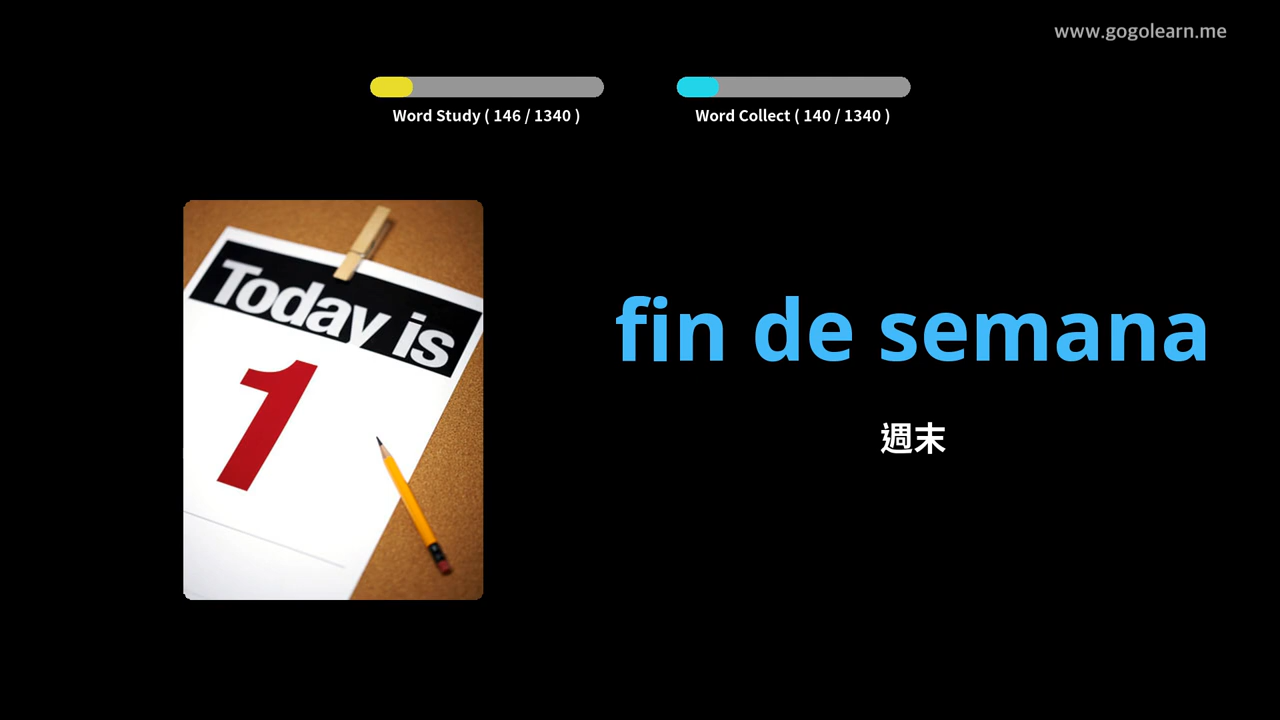 www.gogolearn.me
Word Study ( 146 / 1340 )
Word Collect ( 140 / 1340 )
Today is
1
fin de semana
週末